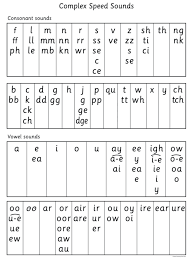 Complex Speed Sounds
Consonant sounds
f l m n r s v z sh th ng
ff ll mm nn rr ss ve zz ti nk
ph le mb kn wr se s ci
c se
ce
b c d g h j p qu t w x y ch
bb k dd gg g pp tt wh tch
ck ge
ch dge
Vowel sounds
a e i o u ay ee igh ow
ea ou a-e y i-e o-e
ai ea ie oa
e i o
y
oo oo ar or air ir ou oy ire ear ure
u-e oor are ur ow oi
ue ore er
ew aw
au